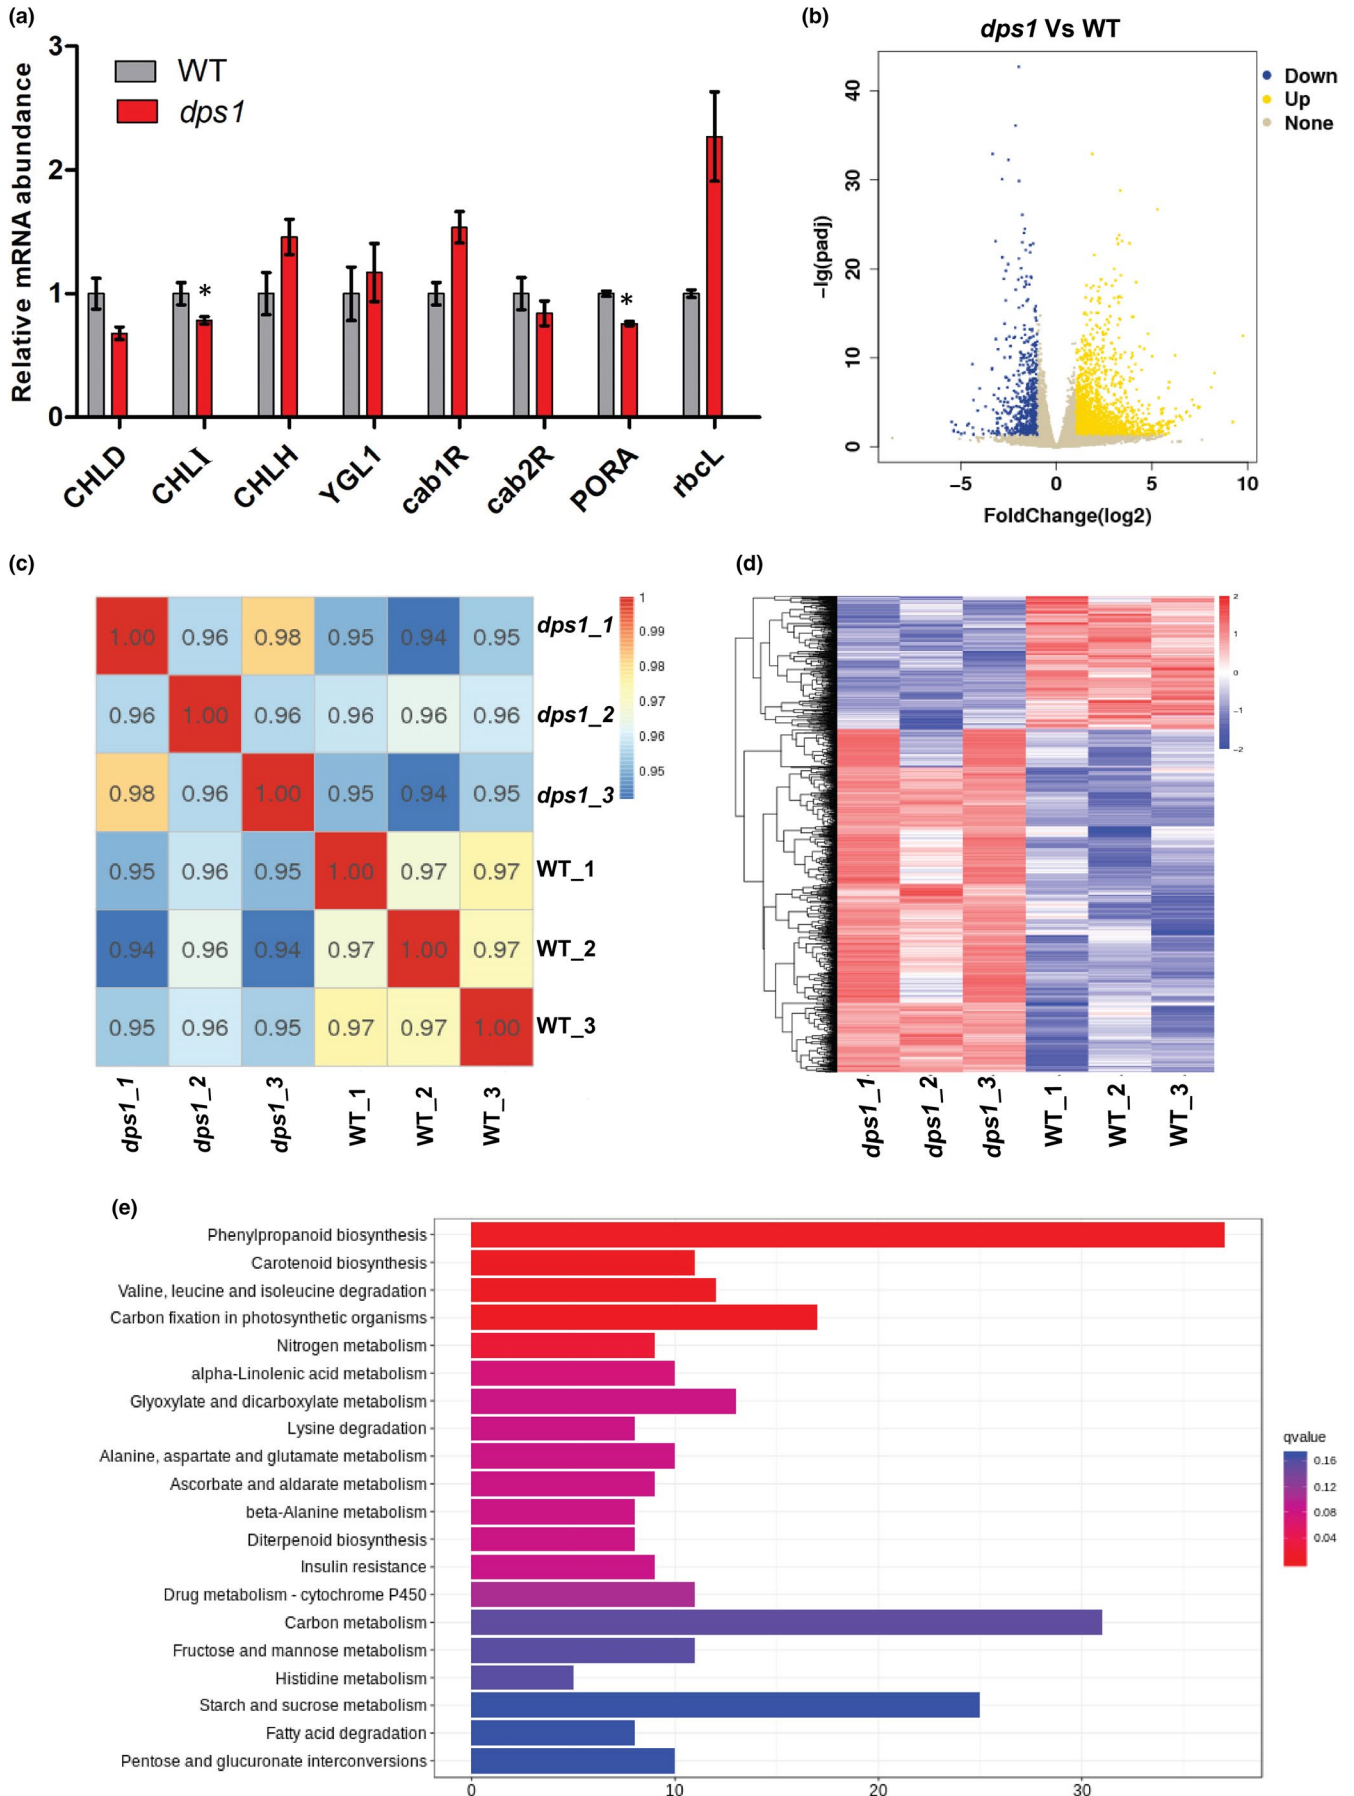 (a)
Relative mRNA abundance
3
2
1
0
WT
dps1
*
*
CHLD
CHLI
CHLH
YGL1
cab1R
cab2R
PORA
rbcL
(b)
dps1 Vs WT
Down
Up
None
−lg(padj)
40
30
20
10
0
−5
0
5
10
FoldChange(log2)
(c)
1.00 0.96 0.98 0.95 0.94 0.95 dps1_1
0.96 1.00 0.96 0.96 0.96 0.96 dps1_2
0.98 0.96 1.00 0.95 0.94 0.95 dps1_3
0.95 0.96 0.95 1.00 0.97 0.97 WT_1
0.94 0.96 0.94 0.97 1.00 0.97 WT_2
0.95 0.96 0.95 0.97 0.97 1.00 WT_3
dps1_1
dps1_2
dps1_3
WT_1
WT_2
WT_3
1
0.99
0.98
0.97
0.96
0.95
(d)
2
1
0
−1
−2
dps1_1
dps1_2
dps1_3
WT_1
WT_2
WT_3
(e)
Phenylpropanoid biosynthesis
Carotenoid biosynthesis
Valine, leucine and isoleucine degradation
Carbon fixation in photosynthetic organisms
Nitrogen metabolism
alpha-Linolenic acid metabolism
Glyoxylate and dicarboxylate metabolism
Lysine degradation
Alanine, aspartate and glutamate metabolism
Ascorbate and aldarate metabolism
beta-Alanine metabolism
Diterpenoid biosynthesis
Insulin resistance
Drug metabolism - cytochrome P450
Carbon metabolism
Fructose and mannose metabolism
Histidine metabolism
Starch and sucrose metabolism
Fatty acid degradation
Pentose and glucuronate interconversions
0
10
20
30
qvalue
0.16
0.12
0.08
0.04